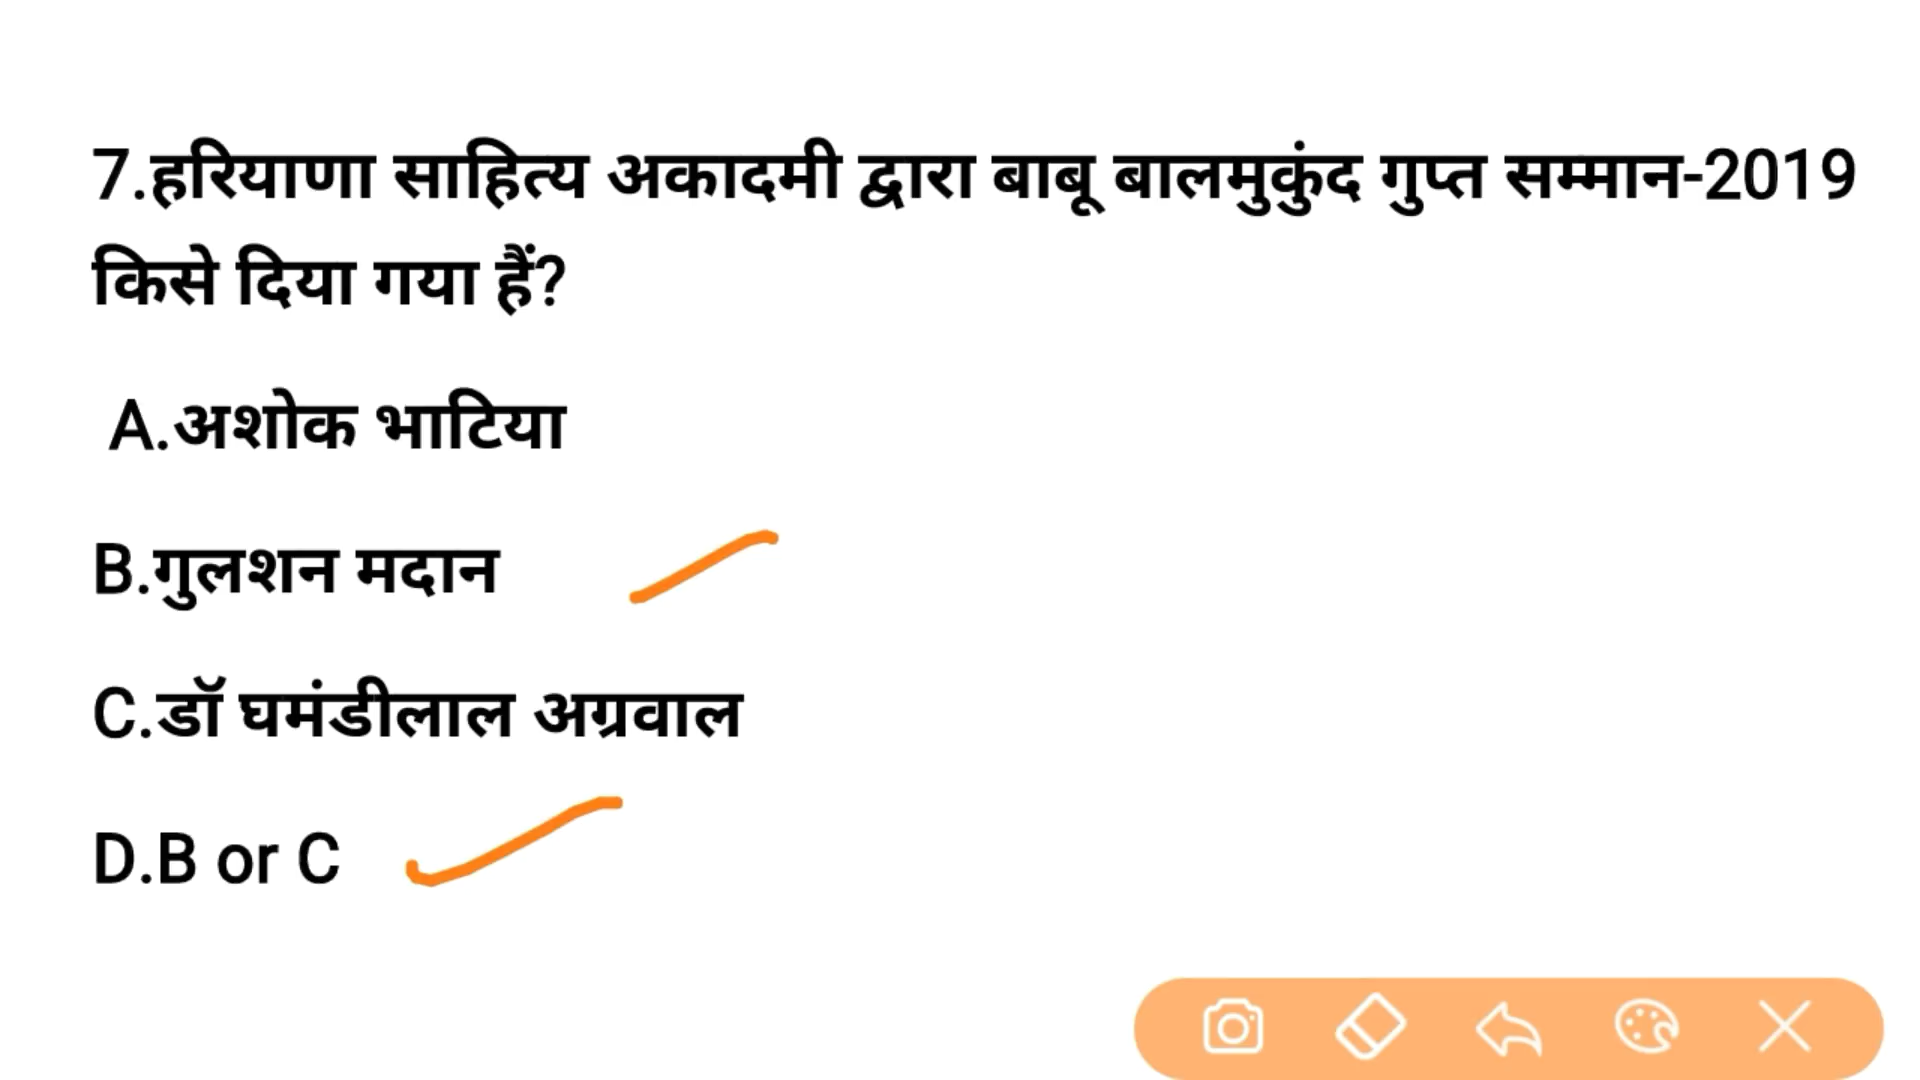 7.हरियाणा साहित्य अकादमी द्वारा बाबू बालमुकुंद गुप्त सम्मान-2019
किसे दिया गया हैं?
A.अशोक भाटिया
B.गुलशन मदान
C.डॉ घमंडीलाल अग्रवाल
D.B or C